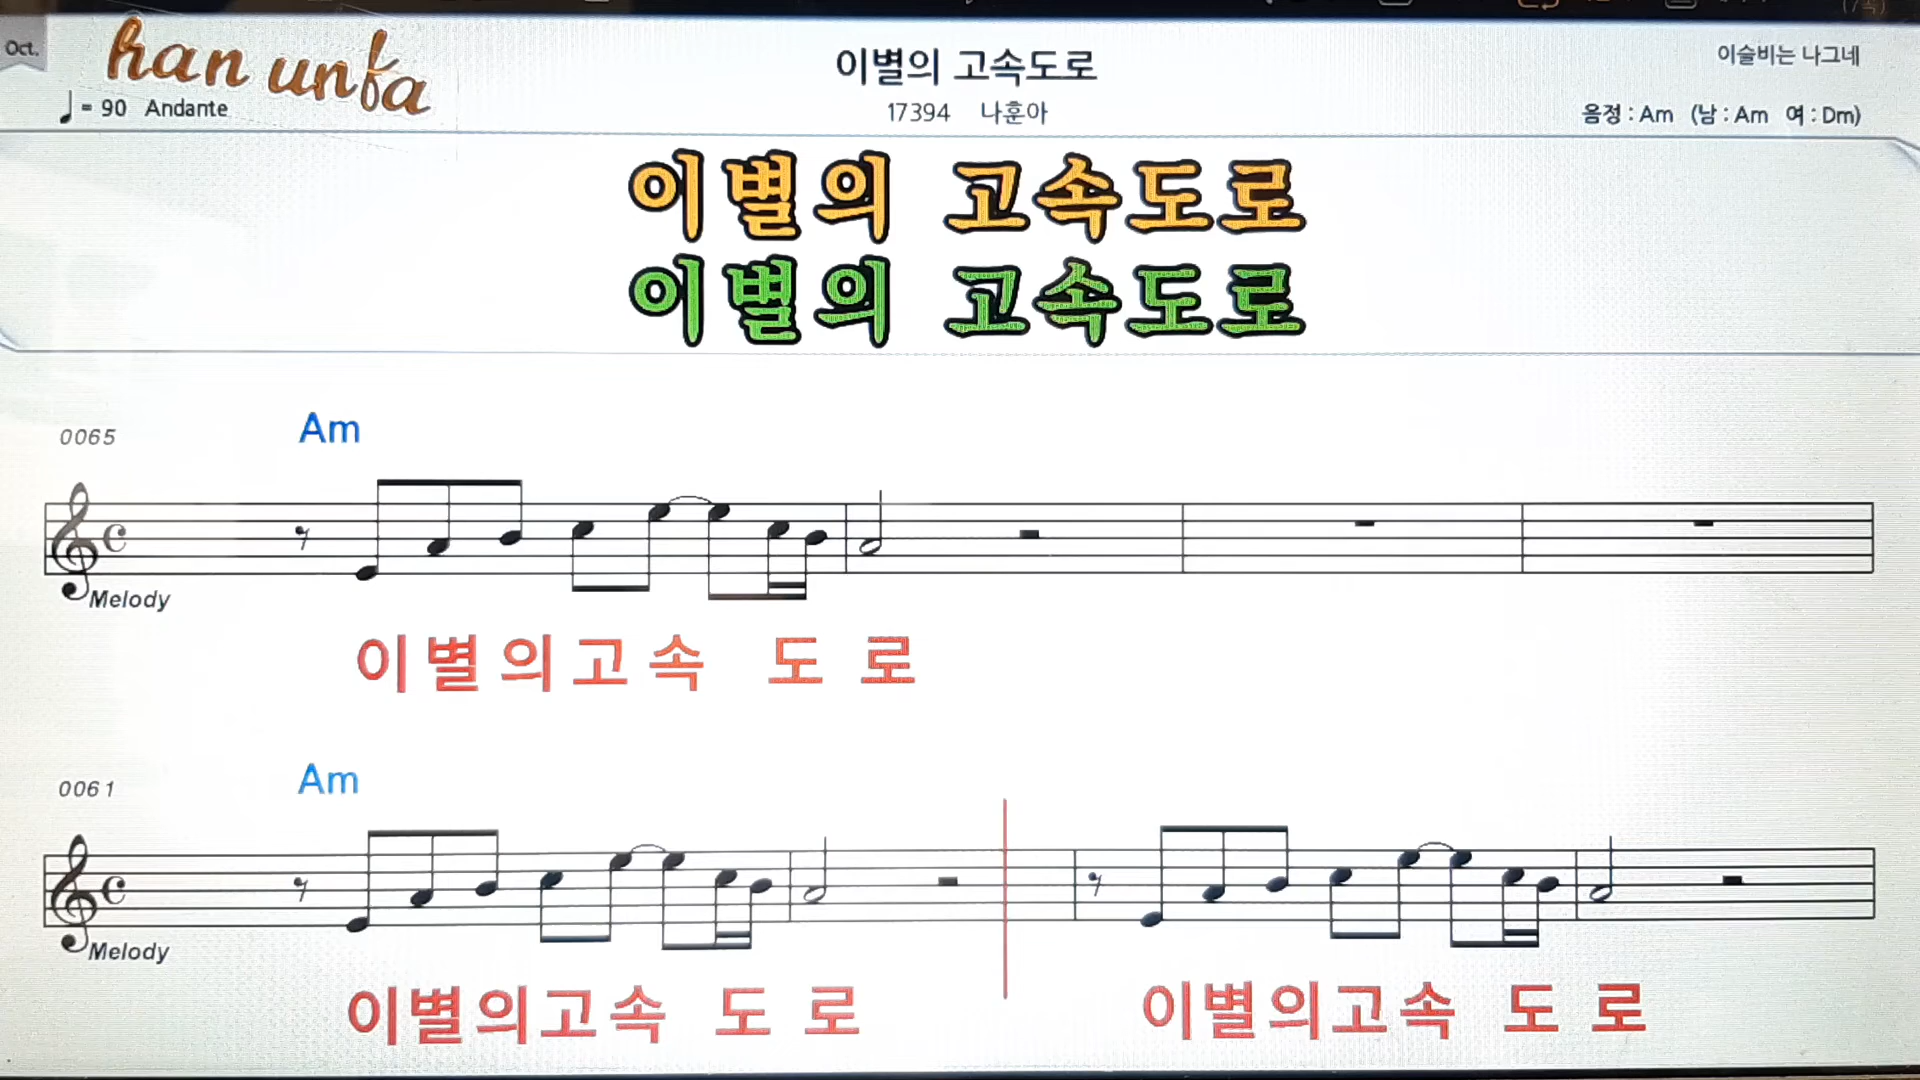 Oct.
han unfa
이별의 고속도로
이슬비는 나그네
♩= 90 Andante
17394 나훈아
음정 : Am (남 : Am 여 : Dm)
이별의 고속도로
이별의 고속도로
0065
Am
Melody
이별의고속 도 로
0061
Am
Melody
이별의고속 도 로 이별의고속 도 로